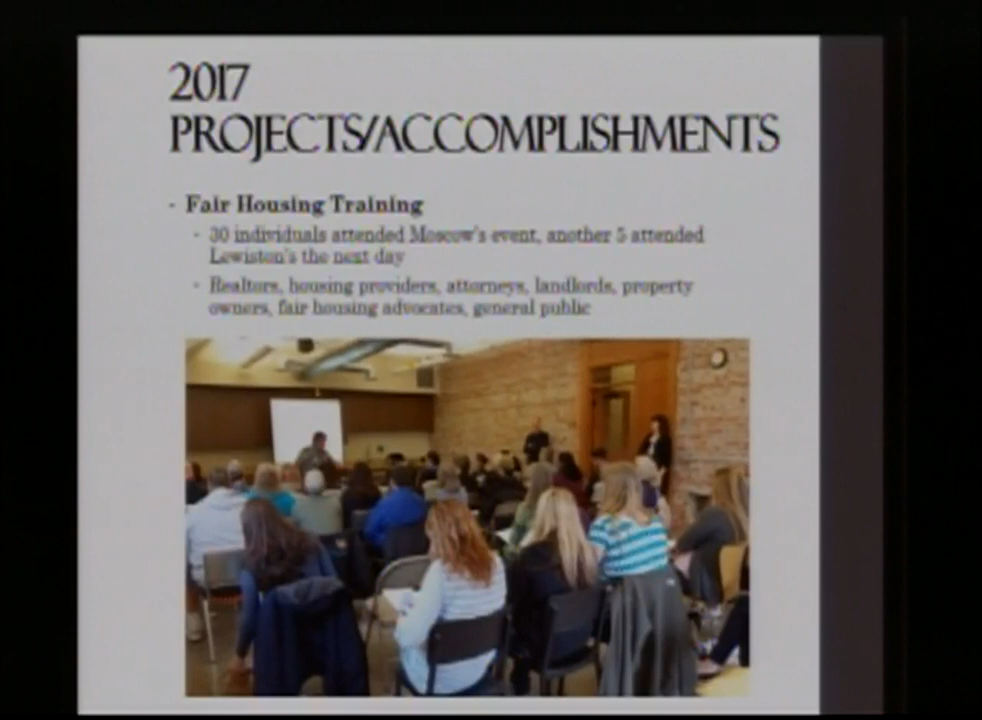 2017
PROJECTS/ACCOMPLISHMENTS
- Fair Housing Training
- 30 individuals attended Moscow's event, another 5 attended
Lewiston's the next day
- Realtors, housing providers, attorneys, landlords, property
owners, fair housing advocates, general public